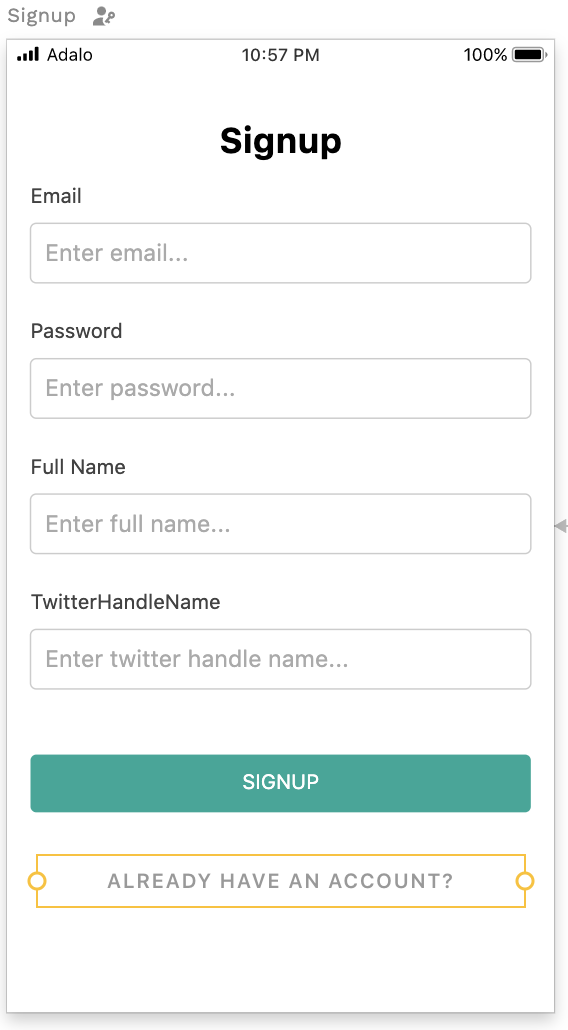 Signup
Adalo 10:57 PM 100%
Signup
Email
Enter email...
Password
Enter password...
Full Name
Enter full name...
TwitterHandleName
Enter twitter handle name...
SIGNUP
ALREADY HAVE AN ACCOUNT?